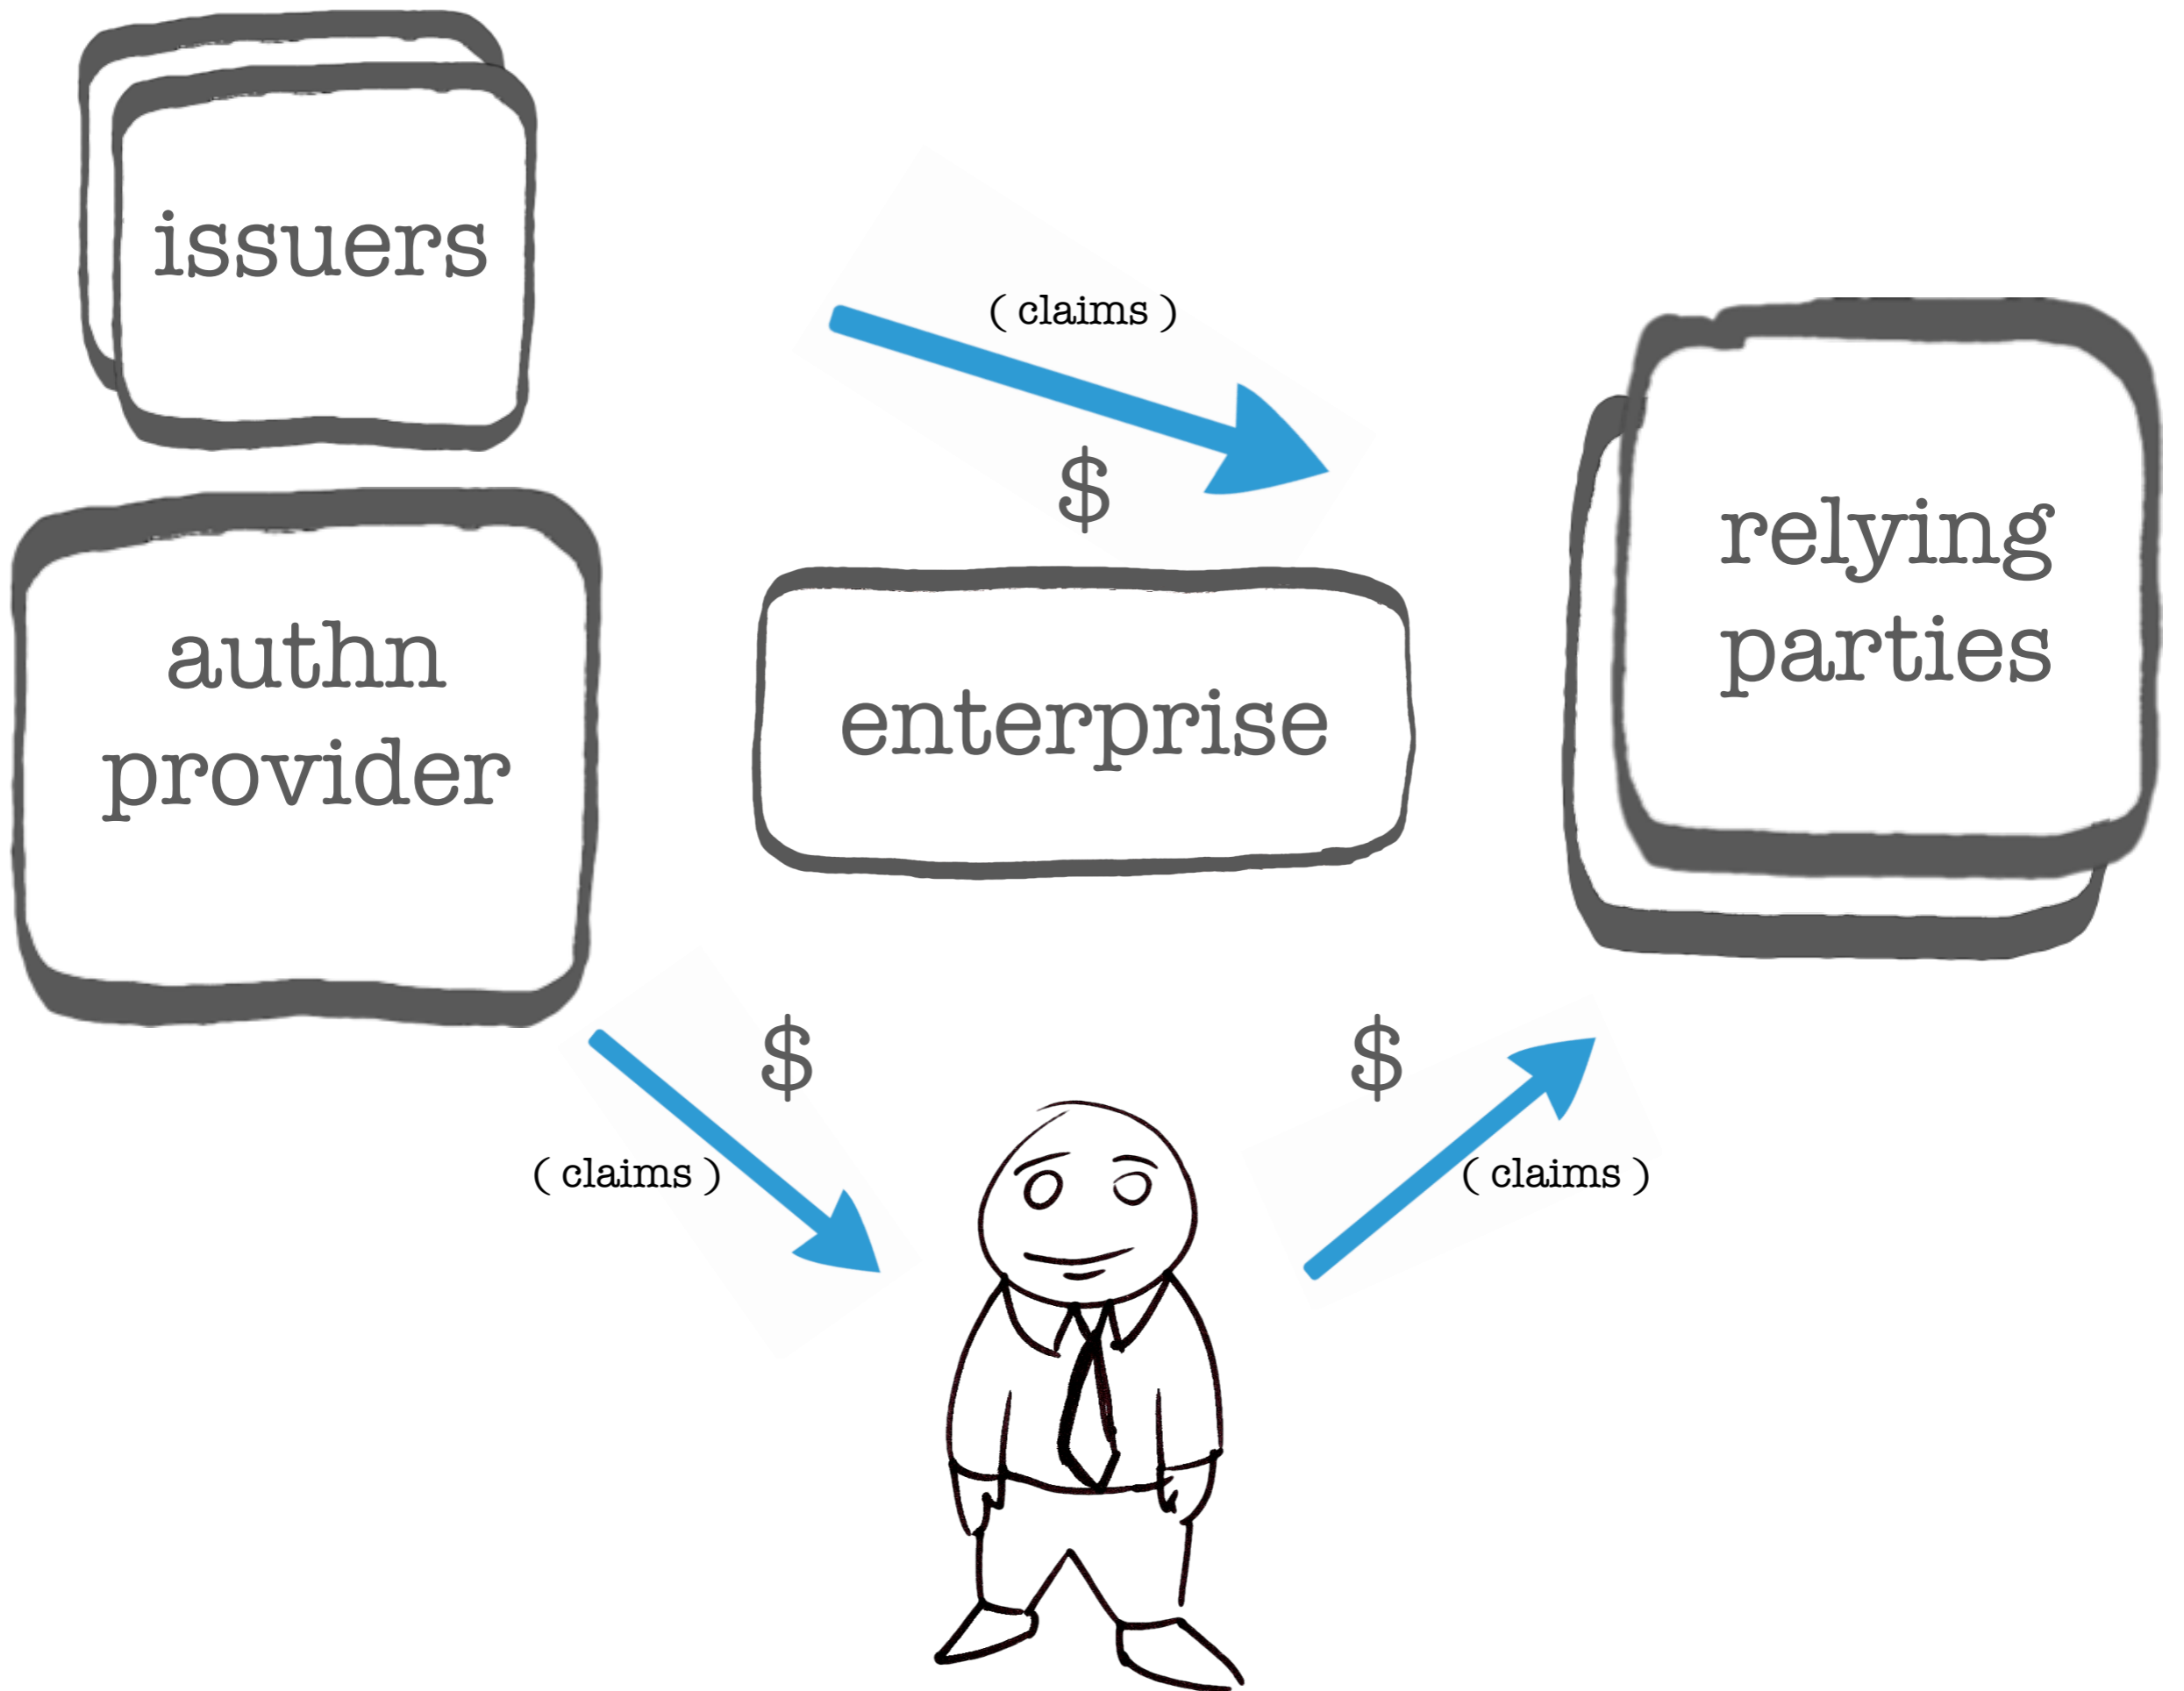 issuers
( claims )
$
relying
parties
authn
provider
enterprise
$
$
( claims )
( claims )